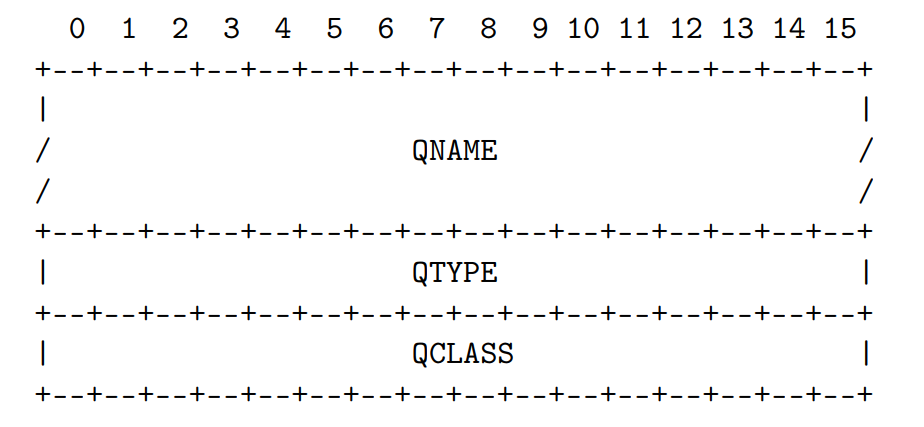 0  1  2  3  4  5  6  7  8  9 10 11 12 13 14 15
+--+--+--+--+--+--+--+--+--+--+--+--+--+--+--+--+
|                                               |
/                     QNAME                     /
/                                               /
+--+--+--+--+--+--+--+--+--+--+--+--+--+--+--+--+
|                     QTYPE                     |
+--+--+--+--+--+--+--+--+--+--+--+--+--+--+--+--+
|                     QCLASS                    |
+--+--+--+--+--+--+--+--+--+--+--+--+--+--+--+--+